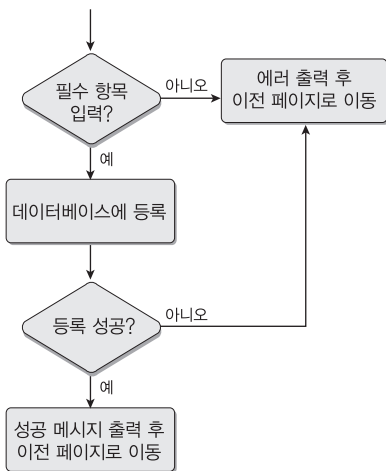 필수 항목
입력?
아니오
에러 출력 후
이전 페이지로 이동
예
데이터베이스에 등록
등록 성공?
아니오
예
성공 메시지 출력 후
이전 페이지로 이동